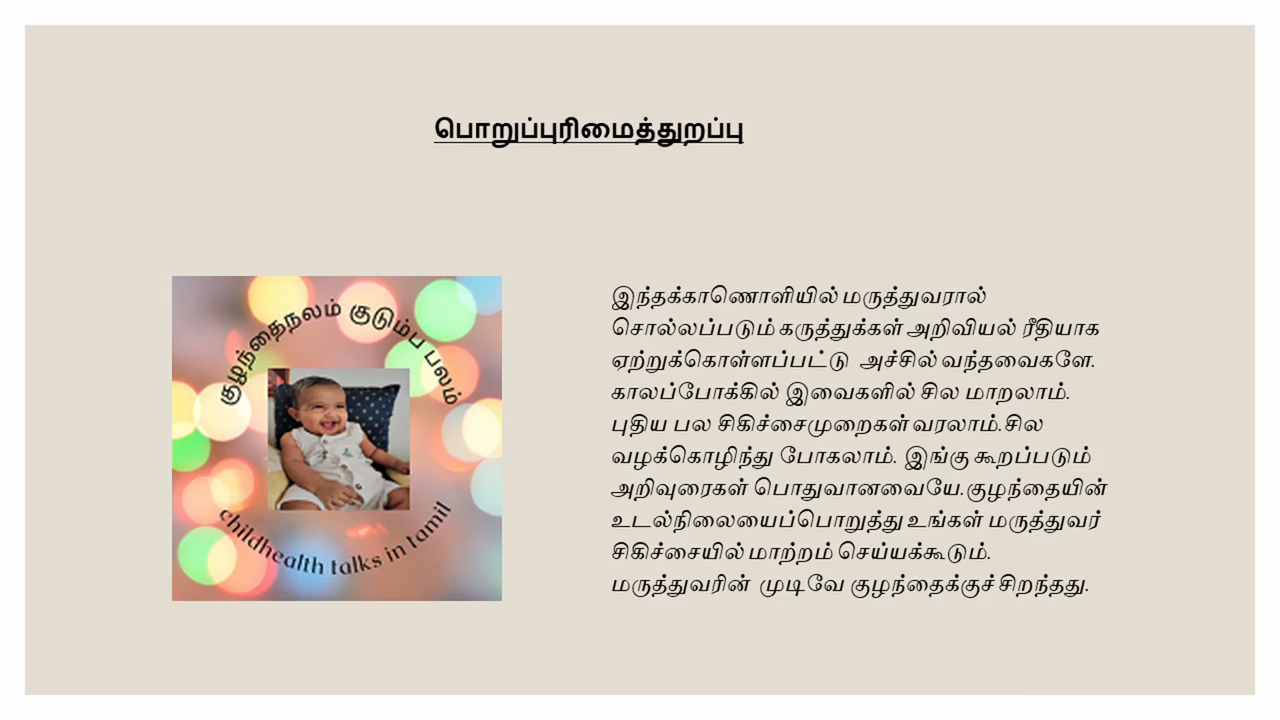 பொறுப்புரிமைத்துறப்பு
குழந்தைநலம் குடும்ப பலம்
childhealth talks in tamil
இந்தக்காணொளியில் மருத்துவரால்
சொல்லப்படும் கருத்துக்கள் அறிவியல் ரீதியாக
ஏற்றுக்கொள்ளப்பட்டு அச்சில் வந்தவைகளே.
காலப்போக்கில் இவைகளில் சில மாறலாம்.
புதிய பல சிகிச்சைமுறைகள் வரலாம். சில
வழக்கொழிந்து போகலாம். இங்கு கூறப்படும்
அறிவுரைகள் பொதுவானவையே. குழந்தையின்
உடல்நிலையைப்பொறுத்து உங்கள் மருத்துவர்
சிகிச்சையில் மாற்றம் செய்யக்கூடும்.
மருத்துவரின் முடிவே குழந்தைக்குச் சிறந்தது.